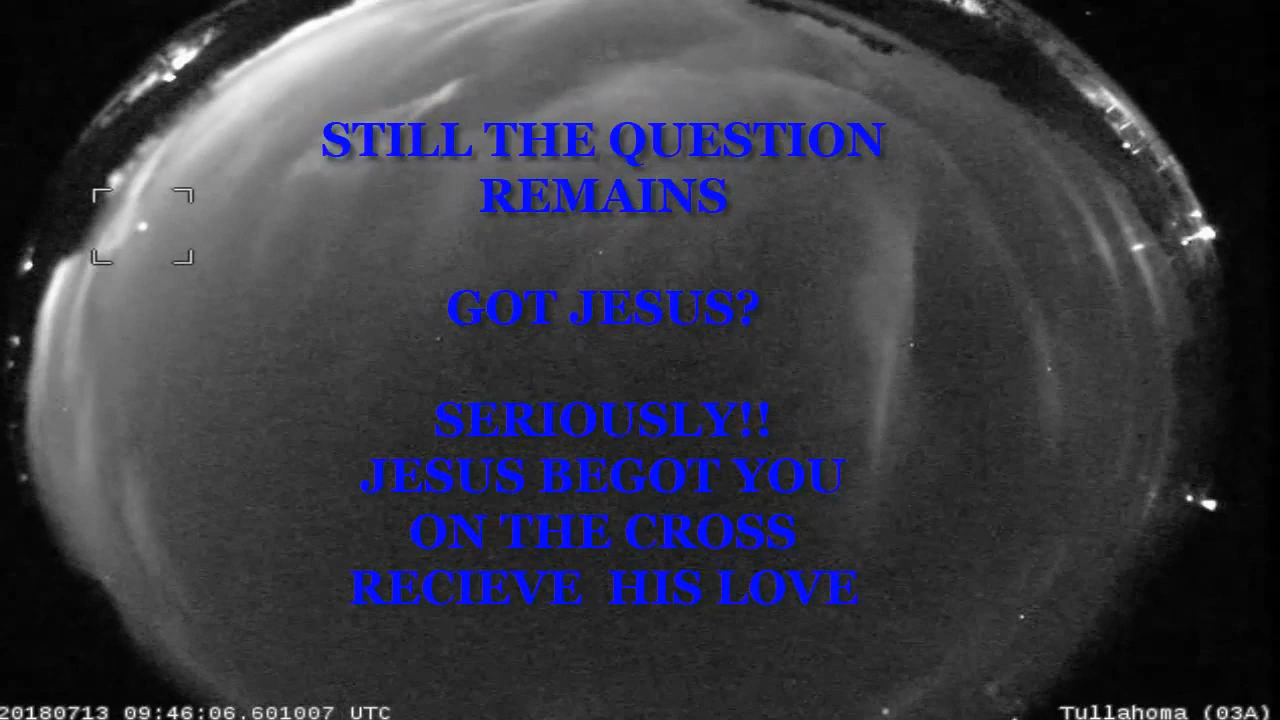 STILL THE QUESTION
REMAINS
GOT JESUS?
SERIOUSLY!!
JESUS BEGOT YOU
ON THE CROSS
RECIEVE HIS LOVE
20180713 09:46:06.601007 UTC
Tullahoma (03A)